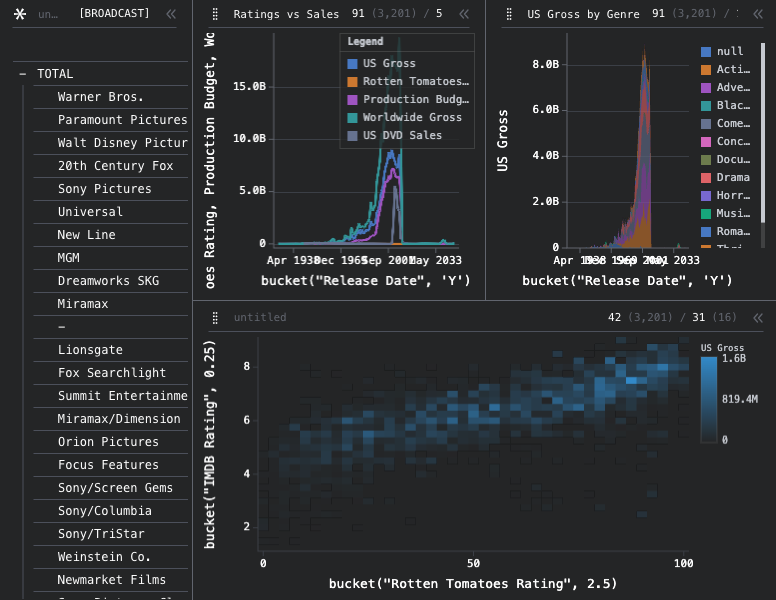 un… [BROADCAST]
– TOTAL
Warner Bros.
Paramount Pictures
Walt Disney Pictur
20th Century Fox
Sony Pictures
Universal
New Line
MGM
Dreamworks SKG
Miramax
–
Lionsgate
Fox Searchlight
Summit Entertainme
Miramax/Dimension
Orion Pictures
Focus Features
Sony/Screen Gems
Sony/Columbia
Sony/TriStar
Weinstein Co.
Newmarket Films
Ratings vs Sales 91 (3,201) / 5
oes Rating, Production Budget, Wc
15.0B
10.0B
5.0B
0
Legend
US Gross
Rotten Tomatoes…
Production Budg…
Worldwide Gross
US DVD Sales
Apr 1938 Dec 1969 Sep 2001 May 2033
bucket("Release Date", 'Y')
US Gross by Genre 91 (3,201) /
US Gross
8.0B
6.0B
4.0B
2.0B
0
null
Acti…
Adve…
Blac…
Come…
Conc…
Docu…
Drama
Horr…
Musi…
Roma…
2033
bucket("Release Date", 'Y')
untitled 42 (3,201) / 31 (16)
bucket("IMDB Rating", 0.25)
8
6
4
2
0 50 100
bucket("Rotten Tomatoes Rating", 2.5)
US Gross
1.6B
819.4M
0